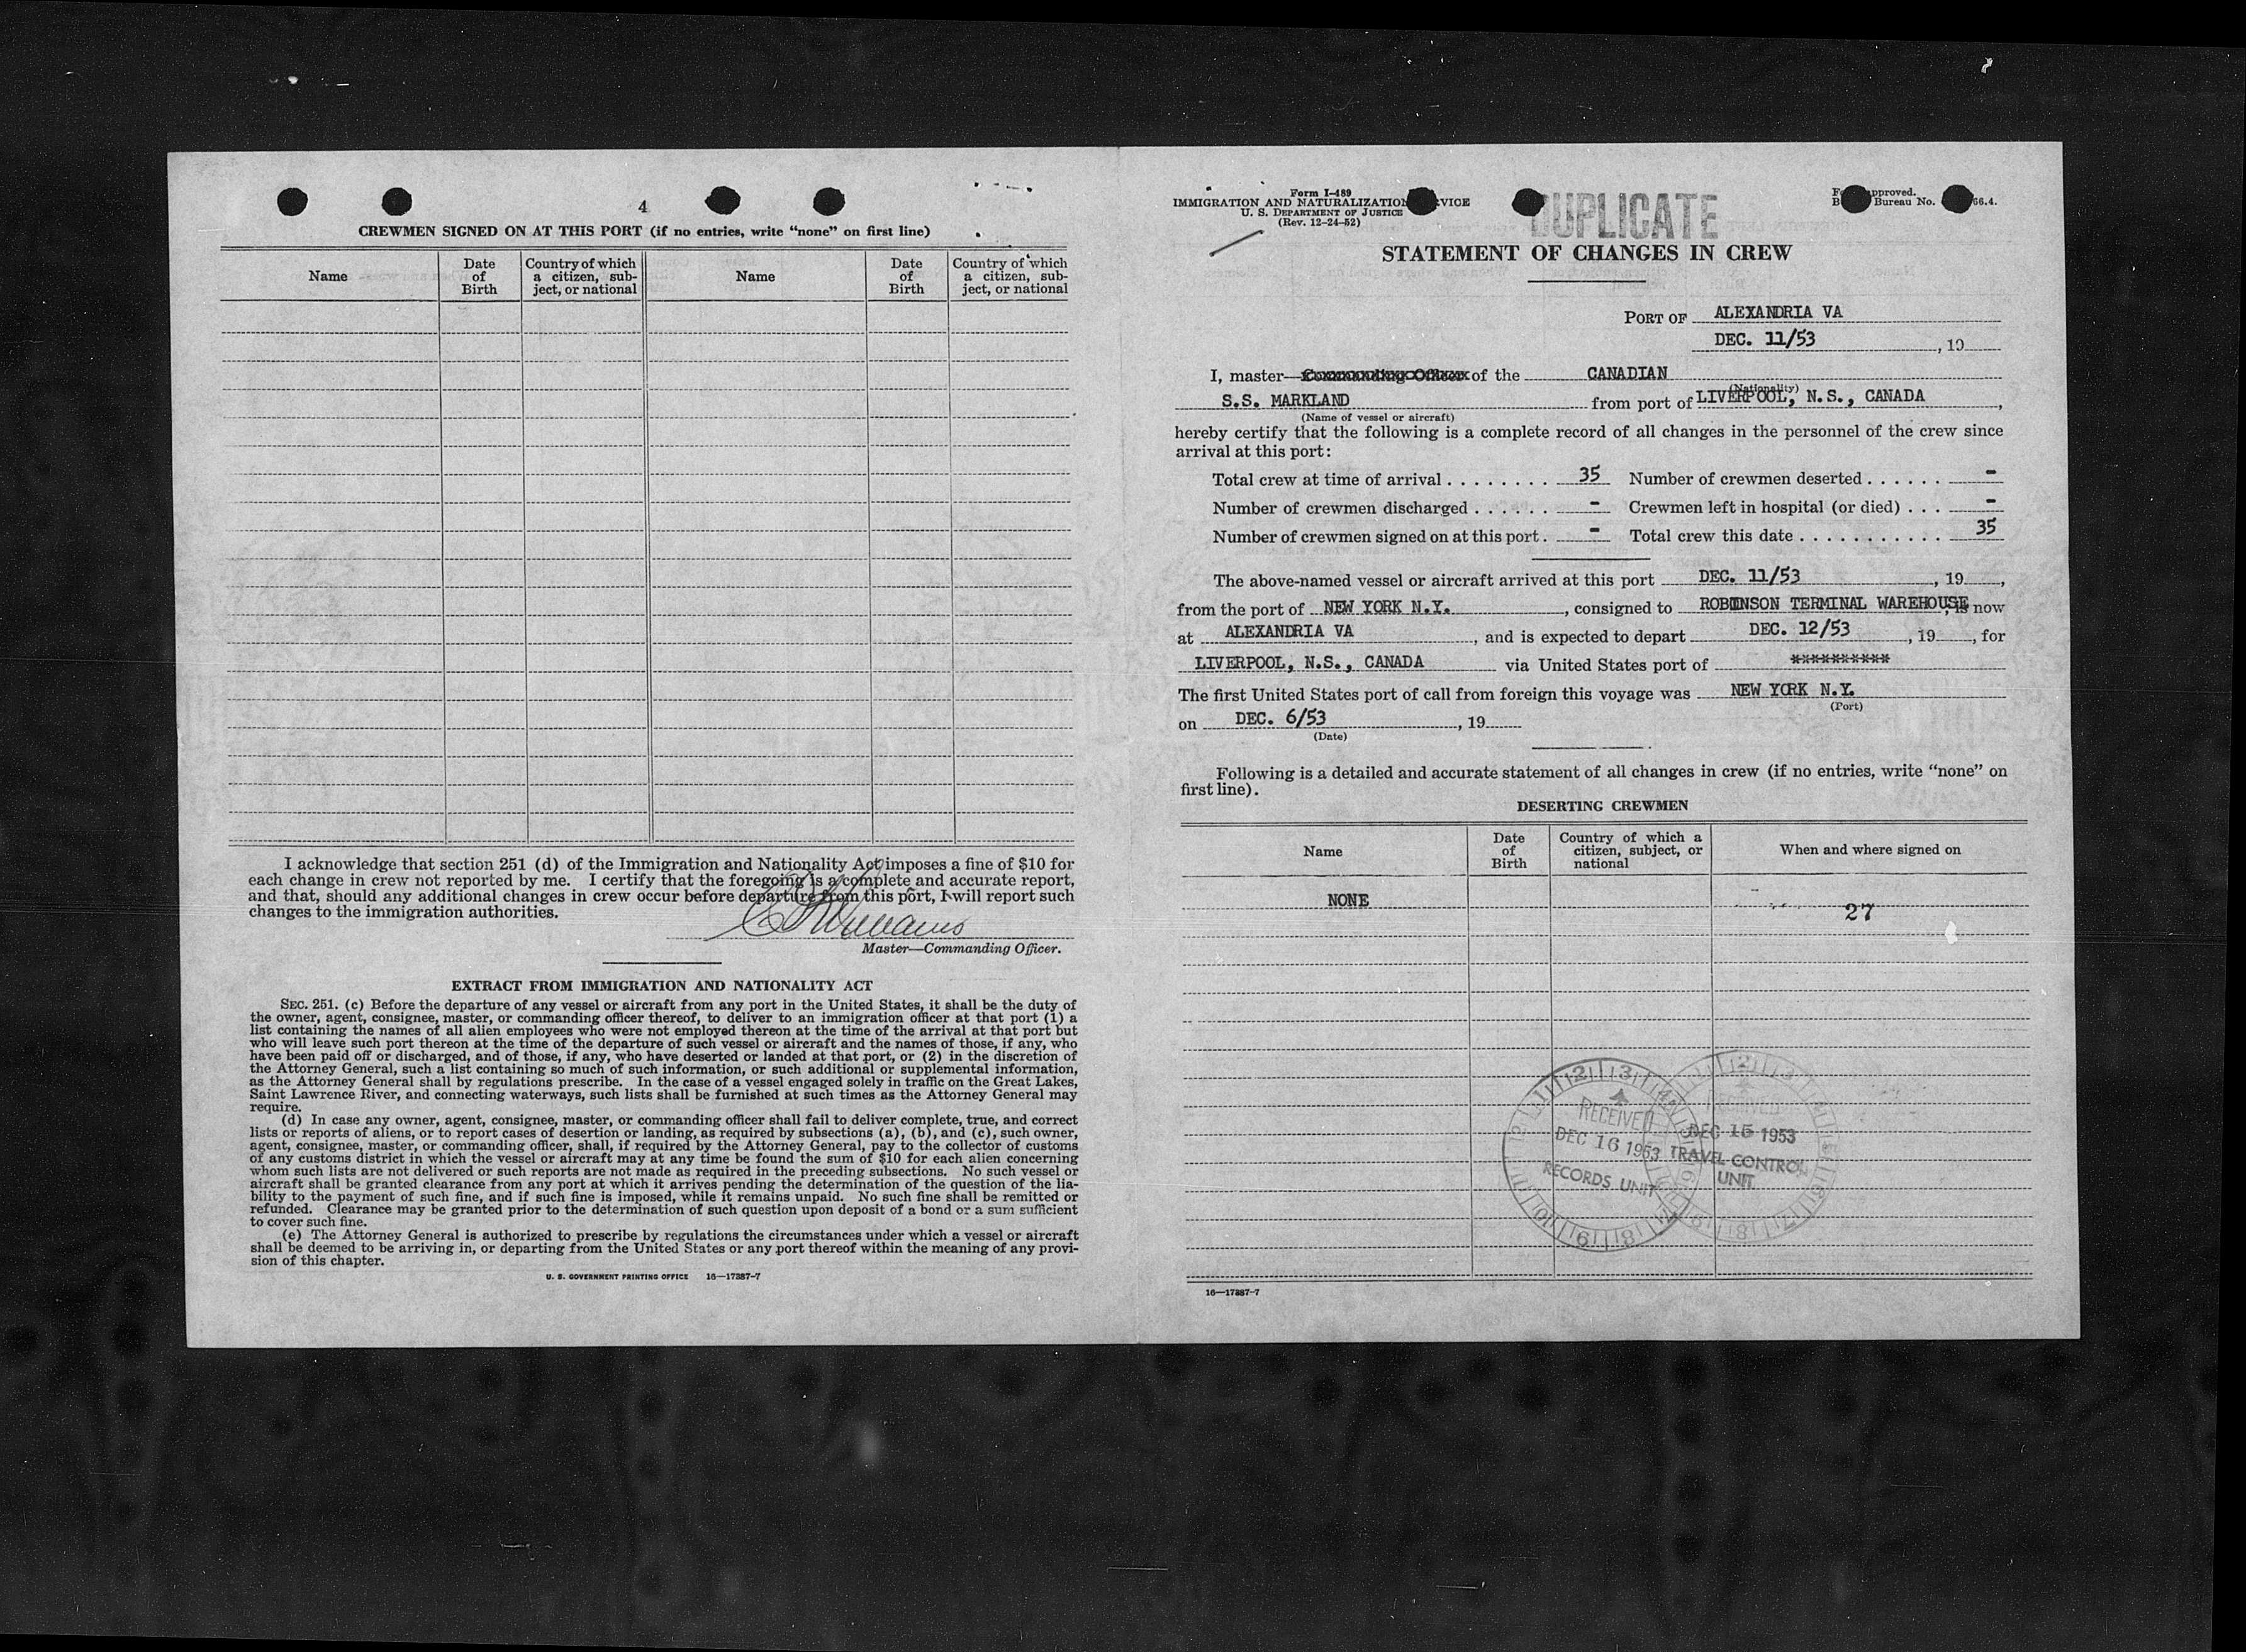 4
CREWMEN SIGNED ON AT THIS PORT (if no entries, write “none” on first line)
Name
Date of Birth
Country of which a citizen, subject, or national
Name
Date of Birth
Country of which a citizen, subject, or national
I acknowledge that section 251 (d) of the Immigration and Nationality Act imposes a fine of $10 for
each change in crew not reported by me. I certify that the foregoing is a complete and accurate report,
and that, should any additional changes in crew occur before departure from this port, I will report such
changes to the immigration authorities.
Master—Commanding Officer.
EXTRACT FROM IMMIGRATION AND NATIONALITY ACT
SEC. 251. (c) Before the departure of any vessel or aircraft from any port in the United States, it shall be the duty of
the owner, agent, consignee, master, or commanding officer thereof, to deliver to an immigration officer at that port (1) a
list containing the names of all alien employees who were not employed thereon at the time of the arrival at that port but
who will leave such port thereon at the time of the departure of such vessel or aircraft and the names of those, if any, who
have been paid off or discharged, and of those, if any, who have deserted or landed at that port, or (2) in the discretion of
the Attorney General, such a list containing so much of such information, or such additional or supplemental information,
as the Attorney General shall by regulations prescribe. In the case of a vessel engaged solely in traffic on the Great Lakes,
Saint Lawrence River, and connecting waterways, such lists shall be furnished at such times as the Attorney General may
require.
(d) In case any owner, agent, consignee, master, or commanding officer shall fail to deliver complete, true, and correct
lists or reports of aliens, or to report cases of desertion or landing, as required by subsections (a), (b), and (c), such owner,
agent, consignee, master, or commanding officer, shall, if required by the Attorney General, pay to the collector of customs
of any customs district in which the vessel or aircraft may at any time be found the sum of $10 for each alien concerning
whom such lists are not delivered or such reports are not made as required in the preceding subsections. No such vessel or
aircraft shall be granted clearance from any port at which it arrives pending the determination of the question of the lia-
bility to the payment of such fine, and if such fine is imposed, while it remains unpaid. No such fine shall be remitted or
refunded. Clearance may be granted prior to the determination of such question upon deposit of a bond or a sum sufficient
to cover such fine.
(e) The Attorney General is authorized to prescribe by regulations the circumstances under which a vessel or aircraft
shall be deemed to be arriving in, or departing from the United States or any port thereof within the meaning of any provi-
sion of this chapter.
U. S. GOVERNMENT PRINTING OFFICE 16—17387-7
Form I-489
IMMIGRATION AND NATURALIZATION VICE
U. S. DEPARTMENT OF JUSTICE
(Rev. 12-24-52)
DUPLICATE
pproved.
Bureau No. 66.4.
STATEMENT OF CHANGES IN CREW
PORT OF ALEXANDRIA VA
DEC. 11/53, 19
I, master— of the CANADIAN
(Nationality)
S.S. MARKLAND from port of LIVERPOOL, N.S., CANADA,
(Name of vessel or aircraft)
hereby certify that the following is a complete record of all changes in the personnel of the crew since
arrival at this port:
Total crew at time of arrival ........ 35 Number of crewmen deserted ...... -
Number of crewmen discharged ...... - Crewmen left in hospital (or died) ... -
Number of crewmen signed on at this port. - Total crew this date ........... 35
The above-named vessel or aircraft arrived at this port DEC. 11/53, 19,
from the port of NEW YORK N.Y., consigned to ROBINSON TERMINAL WAREHOUSE, is now
at ALEXANDRIA VA, and is expected to depart DEC. 12/53, 19, for
LIVERPOOL, N.S., CANADA via United States port of **********
The first United States port of call from foreign this voyage was NEW YORK N.Y.
(Port)
on DEC. 6/53, 19
(Date)
Following is a detailed and accurate statement of all changes in crew (if no entries, write “none” on
first line).
DESERTING CREWMEN
Name
Date of Birth
Country of which a citizen, subject, or national
When and where signed on
NONE
27
RECEIVED
DEC 16 1953
RECORDS UNIT
RECEIVED
DEC 15 1953
TRAVEL CONTROL
UNIT
16—17387-7